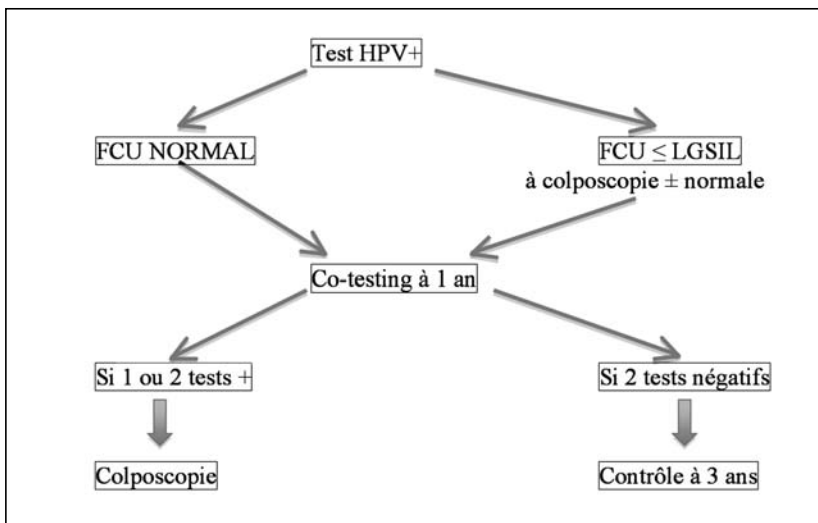 Test HPV+
FCU NORMAL
FCU ≤ LGSIL
à colposcopie ± normale
Co-testing à 1 an
Si 1 ou 2 tests +
Si 2 tests négatifs
Colposcopie
Contrôle à 3 ans